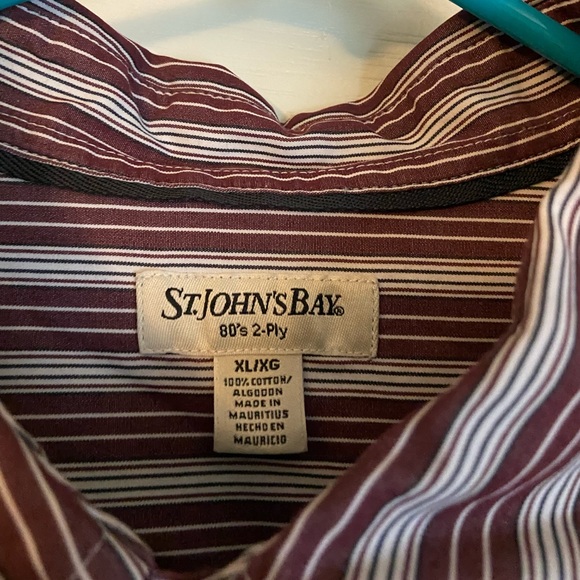 ST. JOHN'S BAY®
80's 2-Ply
XL/XG
100% COTTON/
ALGODON
MADE IN
MAURITIUS
HECHO EN
MAURICIO